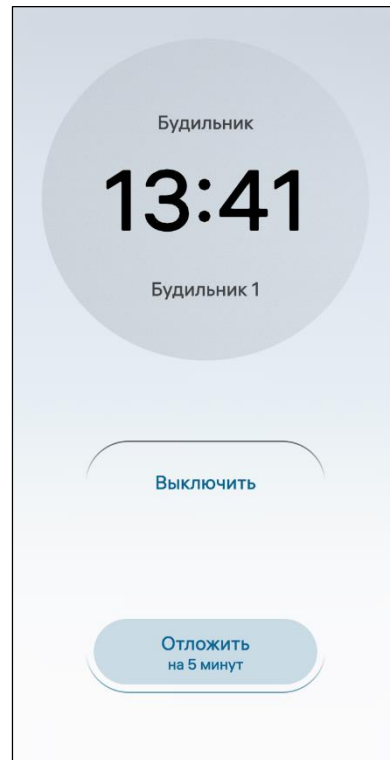 Будильник
13:41
Будильник 1
Выключить
Отложить
на 5 минут